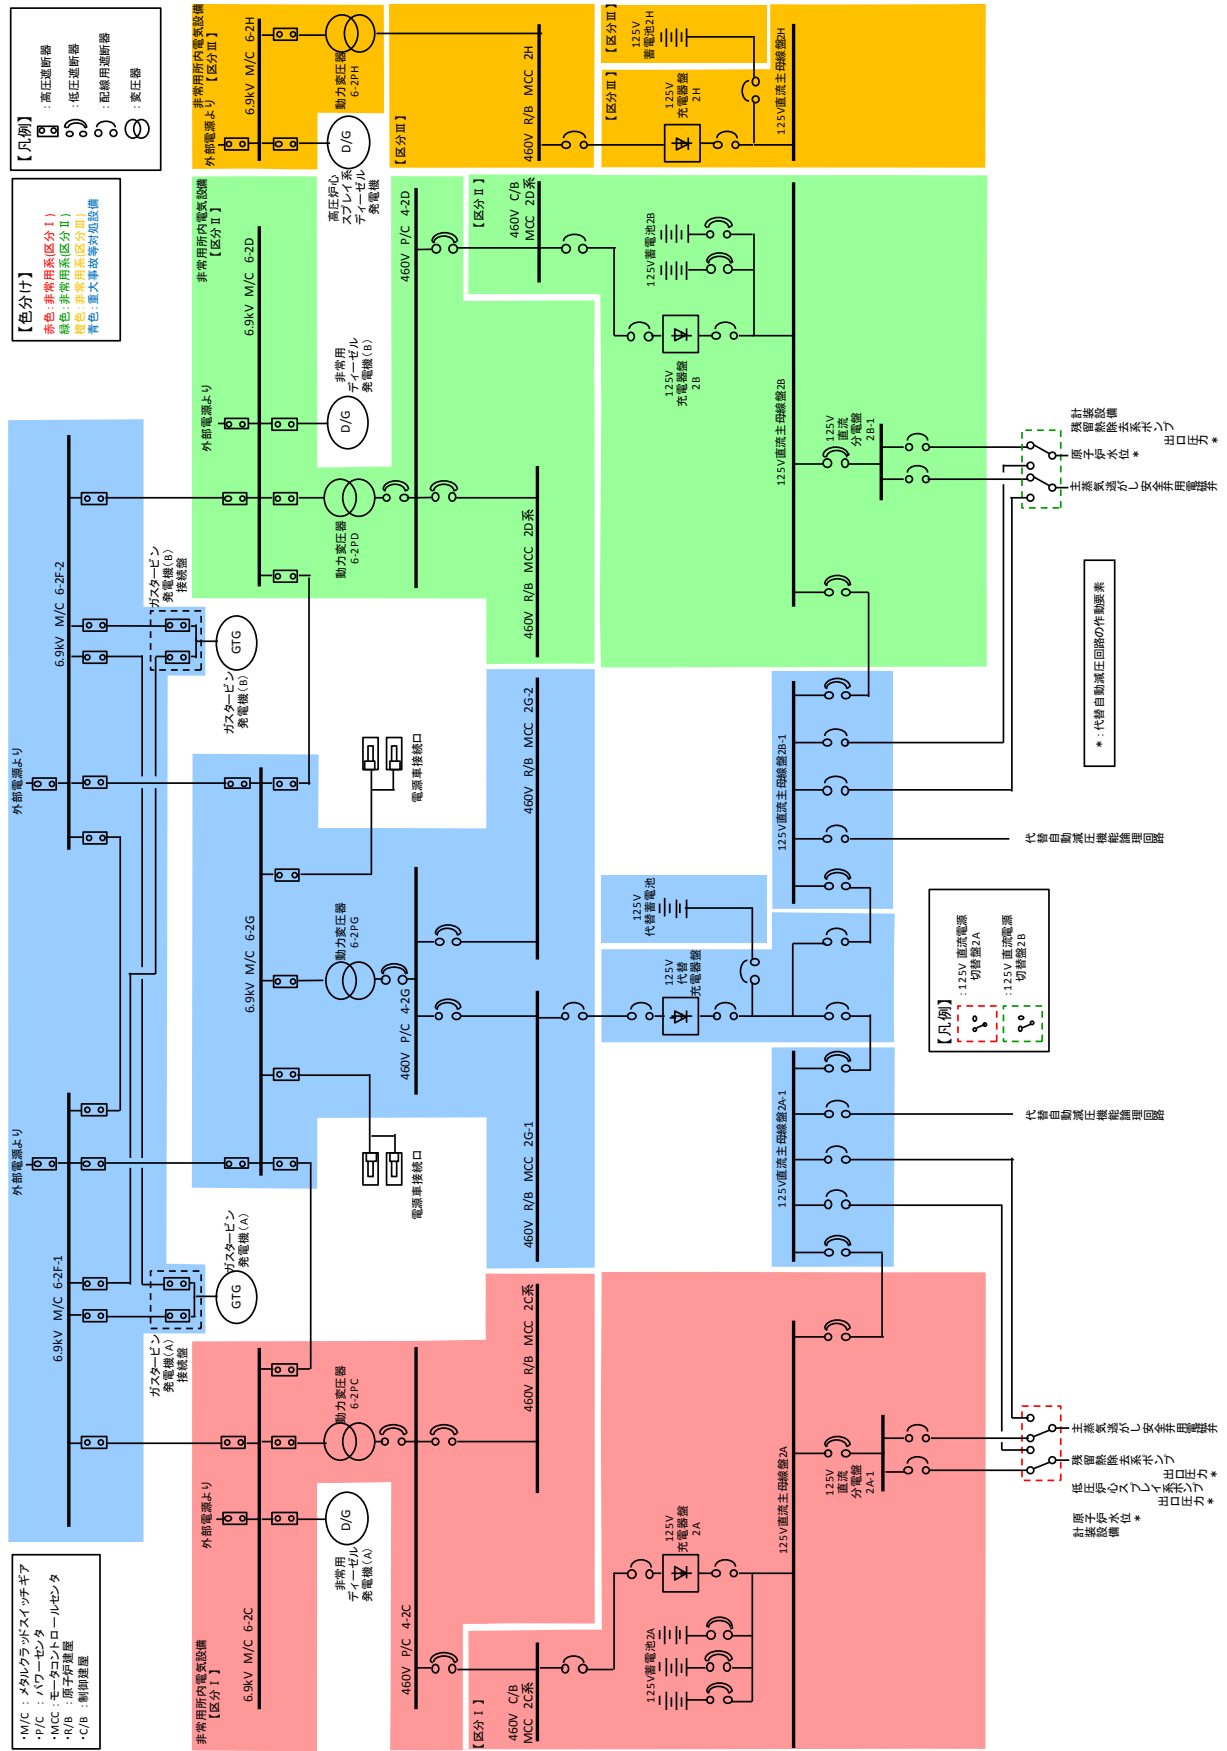 ・M/C ：メタルクラッドスイッチギア
・P/C ：パワーセンタ
・MCC：モータコントロールセンタ
・R/B ：原子炉建屋
・C/B ：制御建屋
【色分け】
赤色：非常用系(区分Ⅰ)
緑色：非常用系(区分Ⅱ)
橙色：非常用系(区分Ⅲ)
青色：重大事故等対処設備
【凡例】
：高圧遮断器
：低圧遮断器
：配線用遮断器
：変圧器
外部電源より
6.9kV M/C 6-2F-1
外部電源より
6.9kV M/C 6-2F-2
ガスタービン
発電機(A)
接続盤
GTG
ガスタービン
発電機(A)
ガスタービン
発電機(B)
接続盤
GTG
ガスタービン
発電機(B)
非常用所内電気設備
【区分Ⅰ】
外部電源より
6.9kV M/C 6-2C
D/G
非常用
ディーゼル
発電機(A)
動力変圧器
6-2PC
460V P/C 4-2C
460V R/B MCC 2C系
【区分Ⅰ】
460V C/B
MCC 2C系
6.9kV M/C 6-2G
動力変圧器
6-2PG
電源車接続口
電源車接続口
460V P/C 4-2G
460V R/B MCC 2G-1
460V R/B MCC 2G-2
非常用所内電気設備
【区分Ⅱ】
外部電源より
6.9kV M/C 6-2D
D/G
非常用
ディーゼル
発電機(B)
動力変圧器
6-2PD
460V P/C 4-2D
460V R/B MCC 2D系
【区分Ⅱ】
460V C/B
MCC 2D系
非常用所内電気設備
【区分Ⅲ】
外部電源より
6.9kV M/C 6-2H
D/G
高圧炉心
スプレイ系
ディーゼル
発電機
動力変圧器
6-2PH
【区分Ⅲ】
460V R/B MCC 2H
【区分Ⅲ】
125V
蓄電池2H
【区分Ⅲ】
125V
充電器盤
2H
125V直流主母線盤2H
125V蓄電池2A
125V
充電器盤
2A
125V直流主母線盤2A
125V
直流
分電盤
2A-1
125V
代替蓄電池
125V
代替
充電器盤
125V直流主母線盤2A-1
125V直流主母線盤2B-1
125V蓄電池2B
125V
充電器盤
2B
125V直流主母線盤2B
125V
直流
分電盤
2B-1
主蒸気逃がし安全弁用電磁弁
残留熱除去系ポンプ
出口圧力＊
低圧炉心スプレイ系ポンプ
出口圧力＊
原子炉水位＊
計装設備
代替自動減圧機能論理回路
代替自動減圧機能論理回路
【凡例】
：125V 直流電源
切替盤2A
：125V 直流電源
切替盤2B
＊：代替自動減圧回路の作動要素
計装設備
残留熱除去系ポンプ
出口圧力＊
原子炉水位＊
主蒸気逃がし安全弁用電磁弁